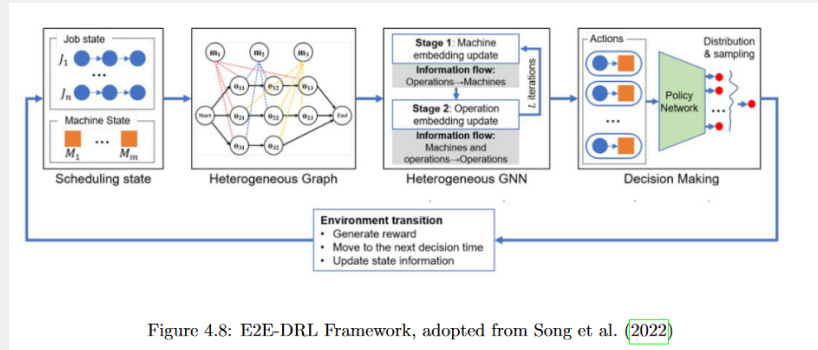 Job state
J1
...
Jn
Machine State
...
M1 Mm
Scheduling state
m1 m2 m3
o11 o12 o13
Start o21 o22 o23 End
o31 o32
Heterogeneous Graph
Stage 1: Machine
embedding update
Information flow:
Operations→Machines
Stage 2: Operation
embedding update
Information flow:
Machines and
operations→Operations
L iterations
Heterogeneous GNN
Actions
...
Policy
Network
Distribution
& sampling
...
Decision Making
Environment transition
• Generate reward
• Move to the next decision time
• Update state information
Figure 4.8: E2E-DRL Framework, adopted from Song et al. (2022)